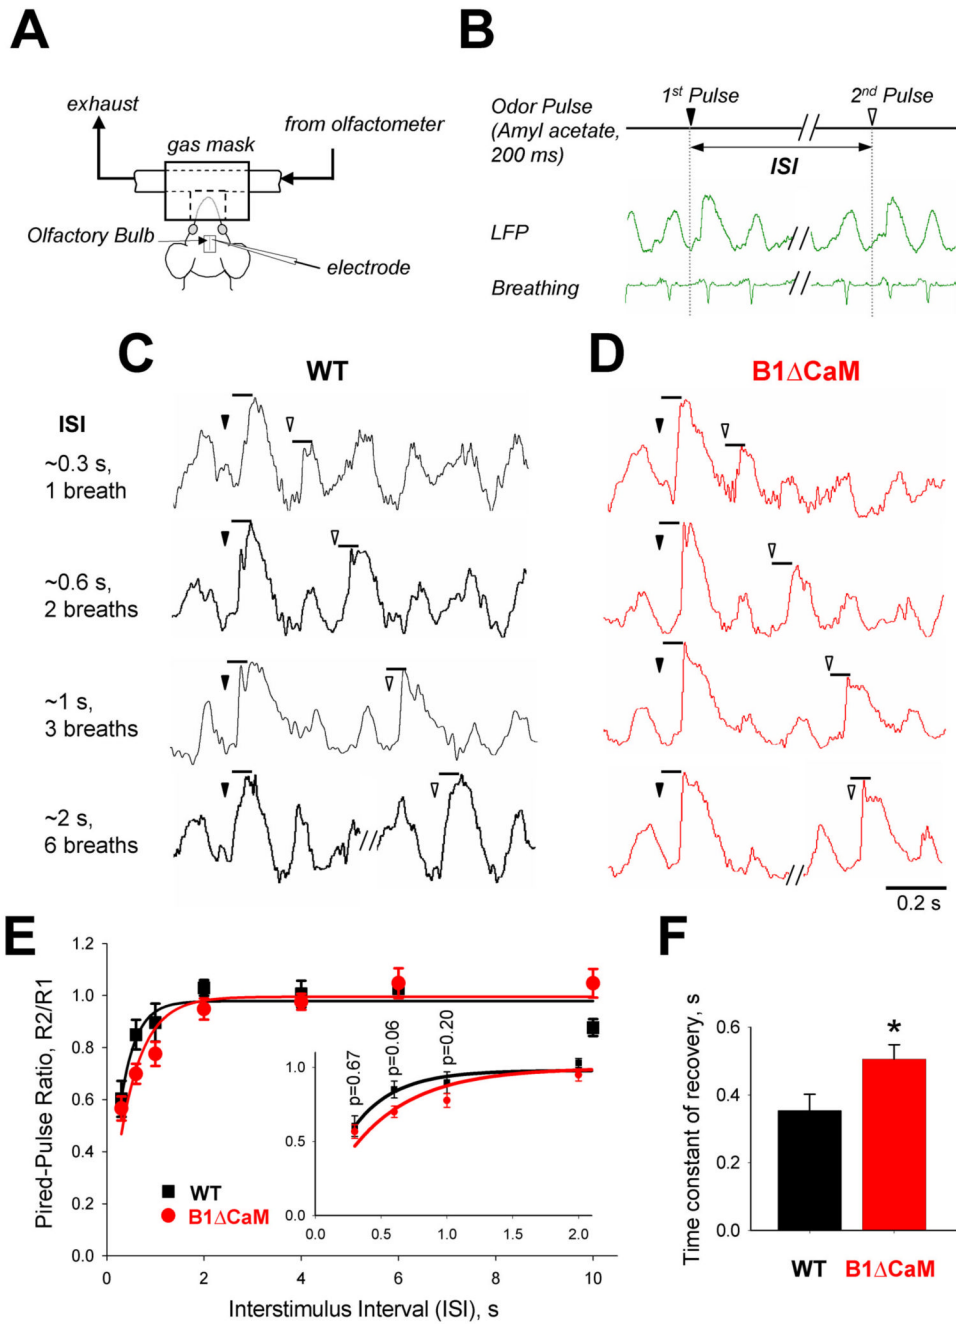 A
exhaust
from olfactometer
gas mask
Olfactory Bulb
electrode
B
Odor Pulse
(Amyl acetate,
200 ms)
1st Pulse
2nd Pulse
ISI
LFP
Breathing
C
WT
D
B1ΔCaM
ISI
~0.3 s,
1 breath
~0.6 s,
2 breaths
~1 s,
3 breaths
~2 s,
6 breaths
0.2 s
E
Pired-Pulse Ratio, R2/R1
1.2
1.0
0.8
0.6
0.4
0.2
0.0
0 2 4 6 8 10
Interstimulus Interval (ISI), s
WT
B1ΔCaM
p=0.67
p=0.06
p=0.20
1.0
0.5
0.0
0.0 0.5 1.0 2.0
F
Time constant of recovery, s
0.6
0.4
0.2
0.0
*
WT B1ΔCaM